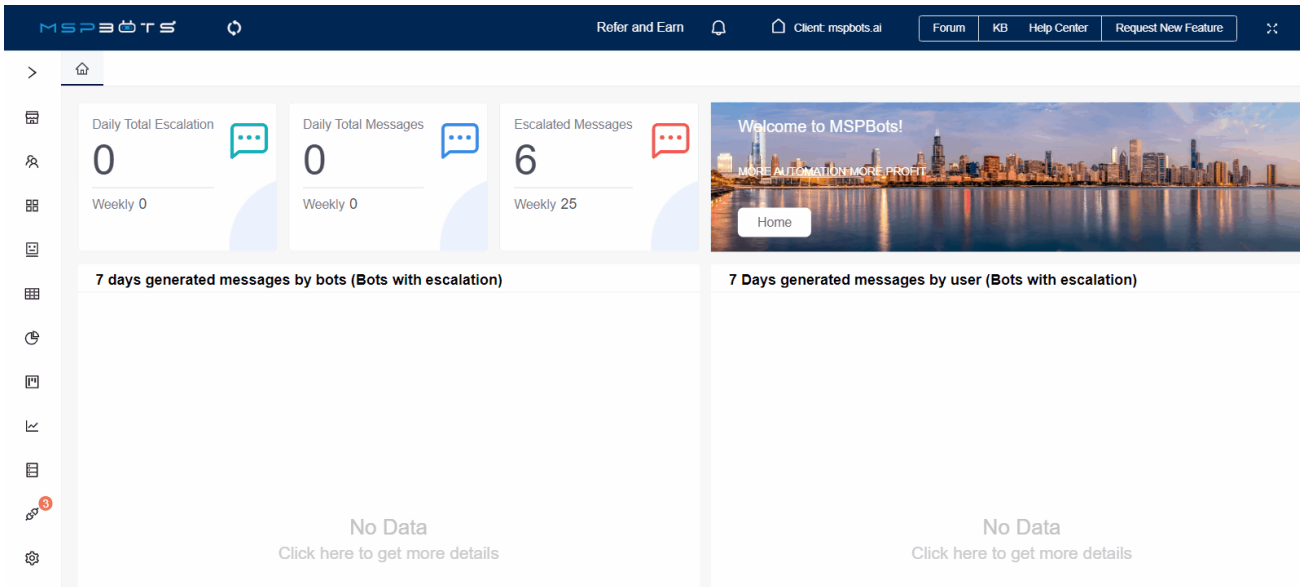 MSPBOTS
Refer and Earn
Client: mspbots.ai
Forum
KB
Help Center
Request New Feature
Daily Total Escalation
0
Weekly 0
Daily Total Messages
0
Weekly 0
Escalated Messages
6
Weekly 25
Welcome to MSPBots!
MORE AUTOMATION MORE PROFIT
Home
7 days generated messages by bots (Bots with escalation)
No Data
Click here to get more details
7 Days generated messages by user (Bots with escalation)
No Data
Click here to get more details
3